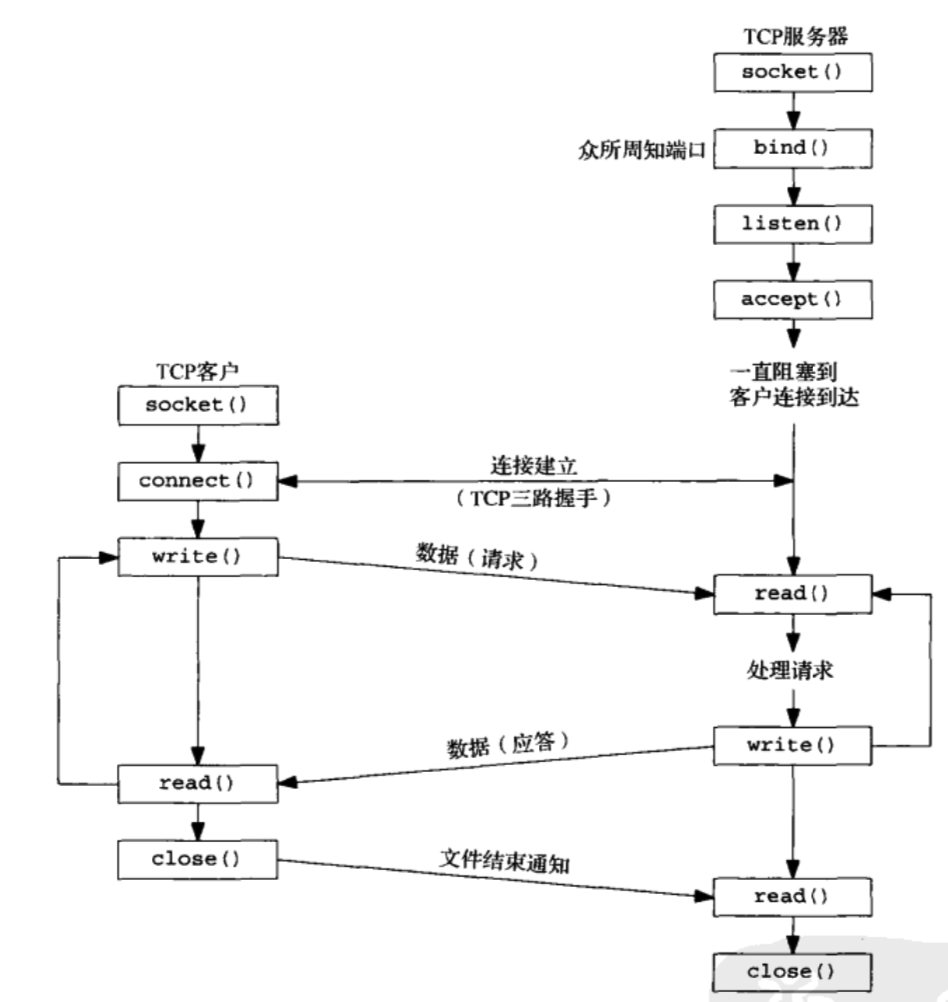 TCP服务器
socket()
众所周知端口
bind()
listen()
accept()
一直阻塞到
客户连接到达
TCP客户
socket()
connect()
连接建立
(TCP三路握手)
write()
数据(请求)
read()
处理请求
write()
数据(应答)
read()
close()
文件结束通知
read()
close()